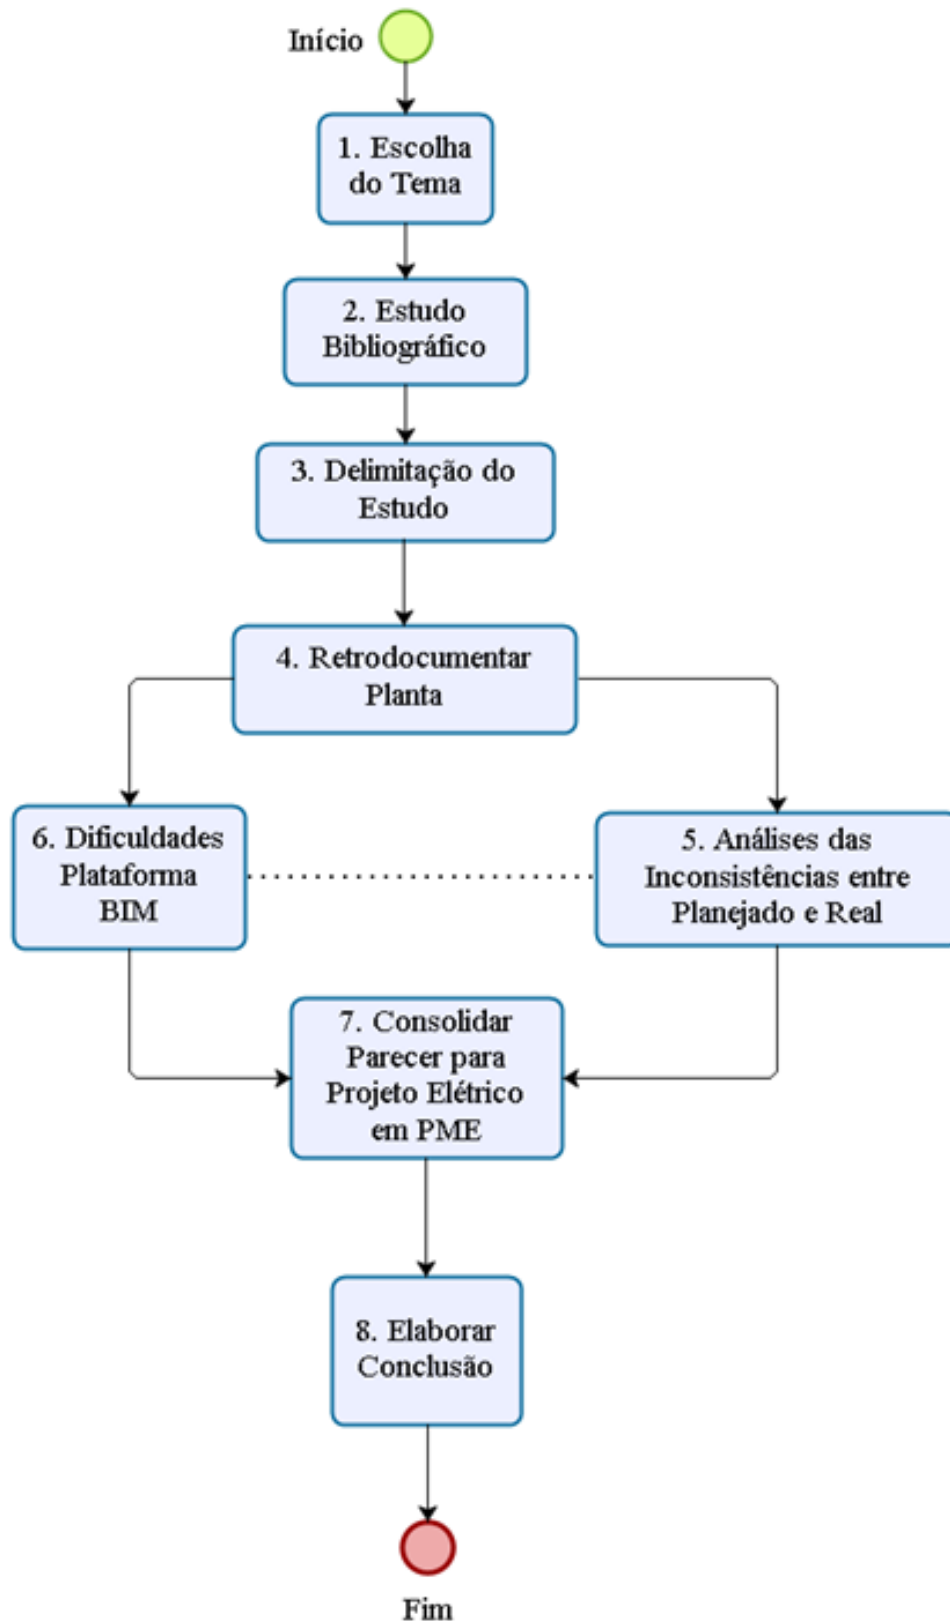 Início
1. Escolha
do Tema
2. Estudo
Bibliográfico
3. Delimitação do
Estudo
4. Retrodocumentar
Planta
6. Dificuldades
Plataforma
BIM
5. Análises das
Inconsistências entre
Planejado e Real
7. Consolidar
Parecer para
Projeto Elétrico
em PME
8. Elaborar
Conclusão
Fim